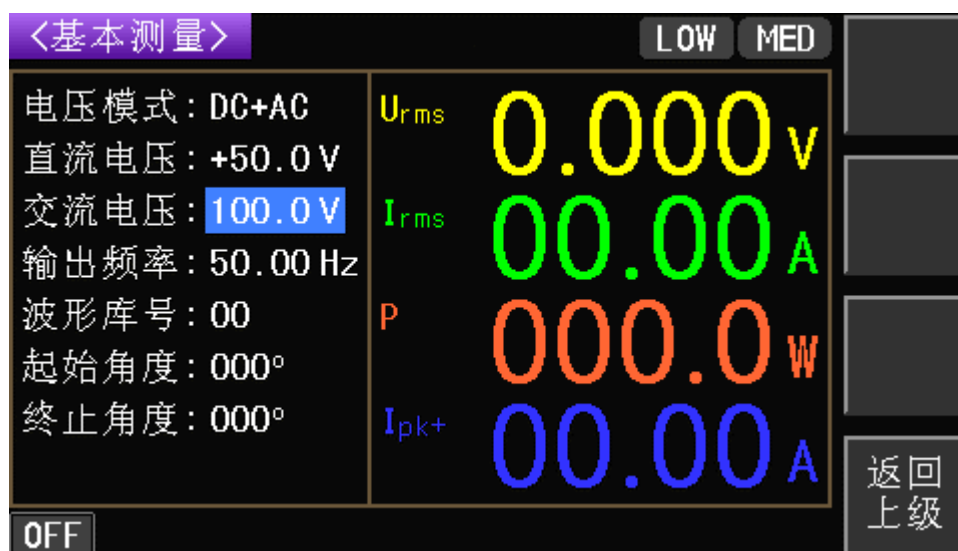 <基本测量>
LOW MED
电压模式:DC+AC
直流电压:+50.0V
交流电压:100.0V
输出频率:50.00Hz
波形库号:00
起始角度:000°
终止角度:000°
Urms 0.000 V
Irms 00.00 A
P 000.0 W
Ipk+ 00.00 A
返回
上级
OFF